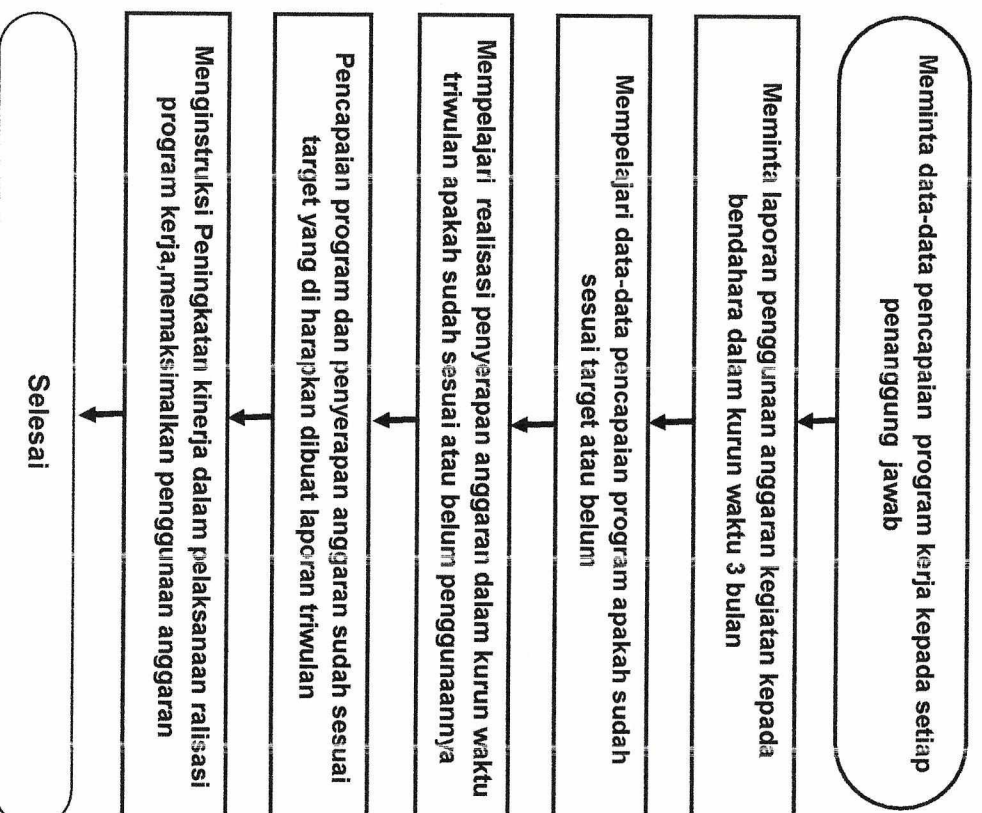 Meminta data-data pencapaian program kerja kepada setiap
penanggung jawab
Meminta laporan penggunaan anggaran kegiatan kepada
bendahara dalam kurun waktu 3 bulan
Mempelajari data-data pencapaian program apakah sudah
sesuai target atau belum
Mempelajari realisasi penyerapan anggaran dalam kurun waktu
triwulan apakah sudah sesuai atau belum penggunaannya
Pencapaian program dan penyerapan anggaran sudah sesuai
target yang di harapkan dibuat laporan triwulan
Menginstruksi Peningkatan kinerja dalam pelaksanaan ralisasi
program kerja,memaksimalkan penggunaan anggaran
Selesai